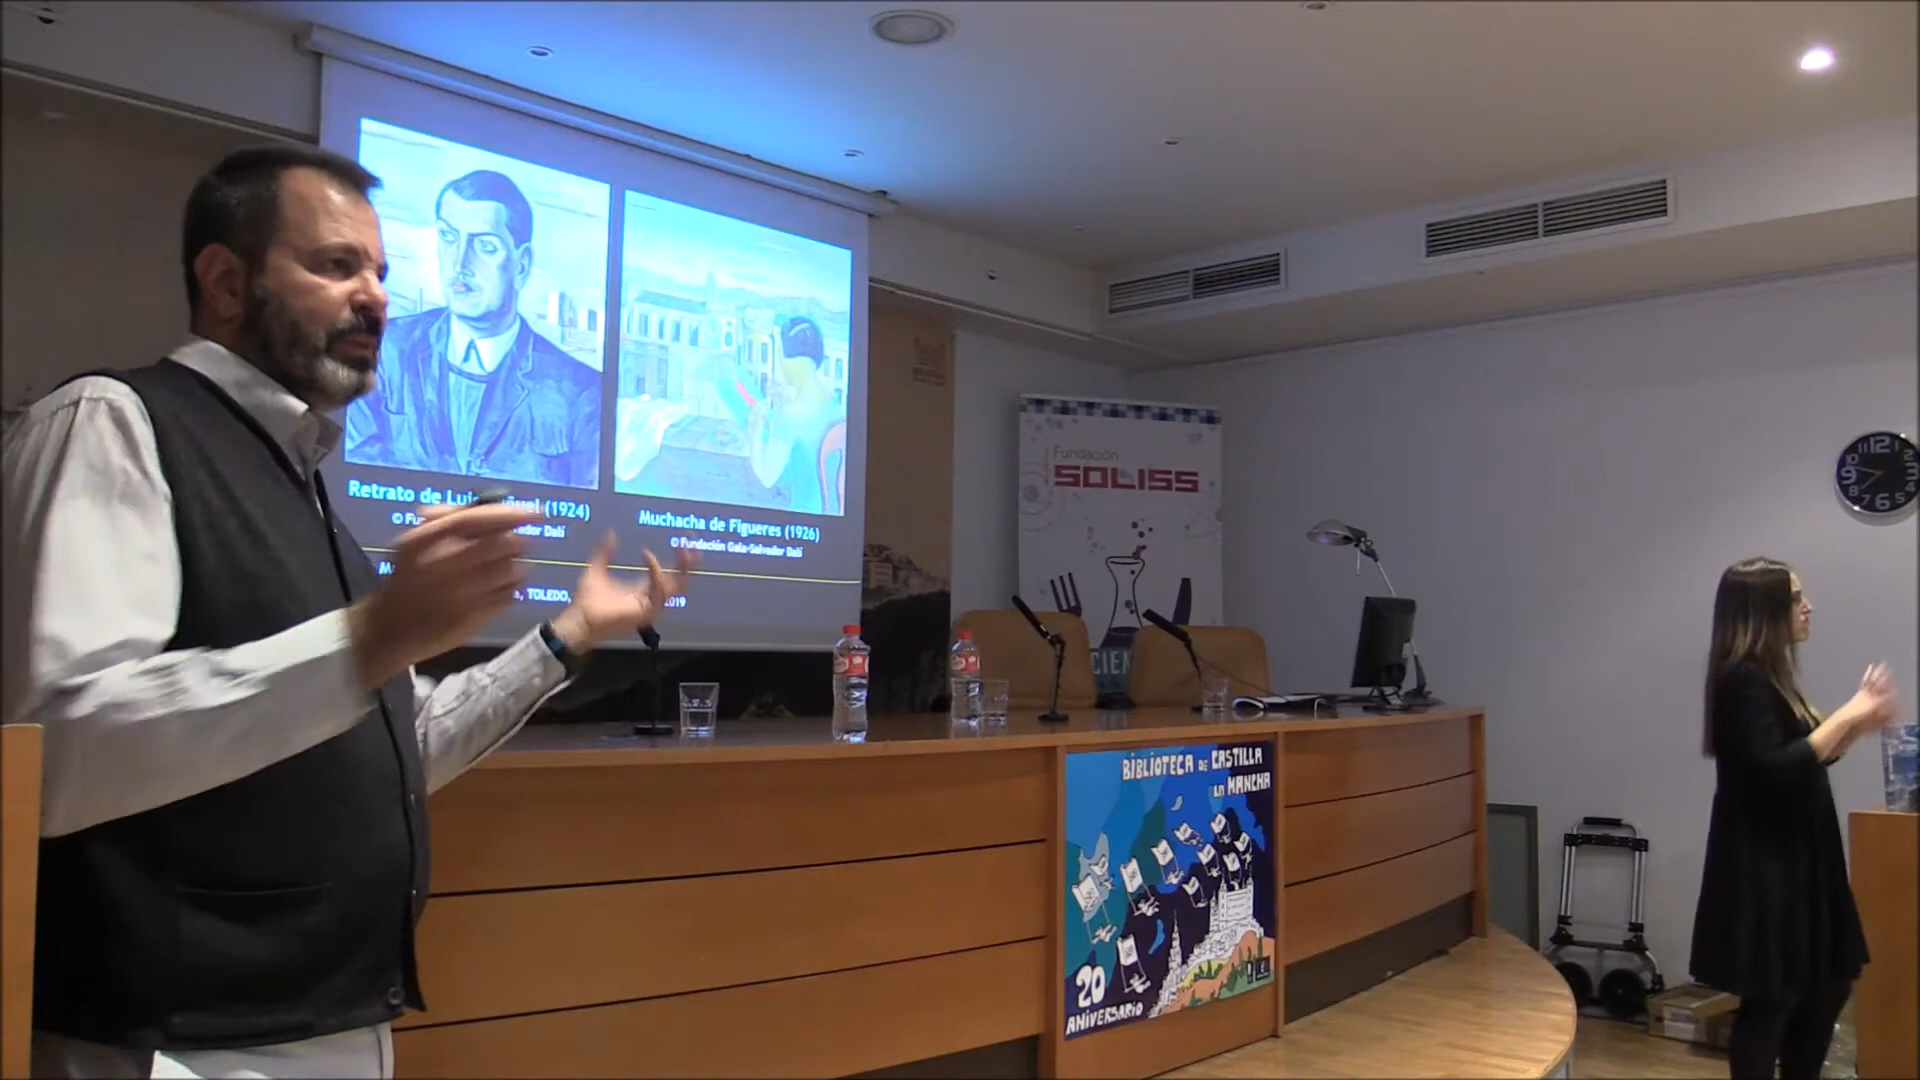 Retrato de
(1924)
Muchacha de Figueres (1926)
© Fundación Gala-Salvador Dalí
TOLEDO,
2019
Fundación
SOLISS
CIEN
BIBLIOTECA DE CASTILLA
LA MANCHA
20
ANIVERSARIO